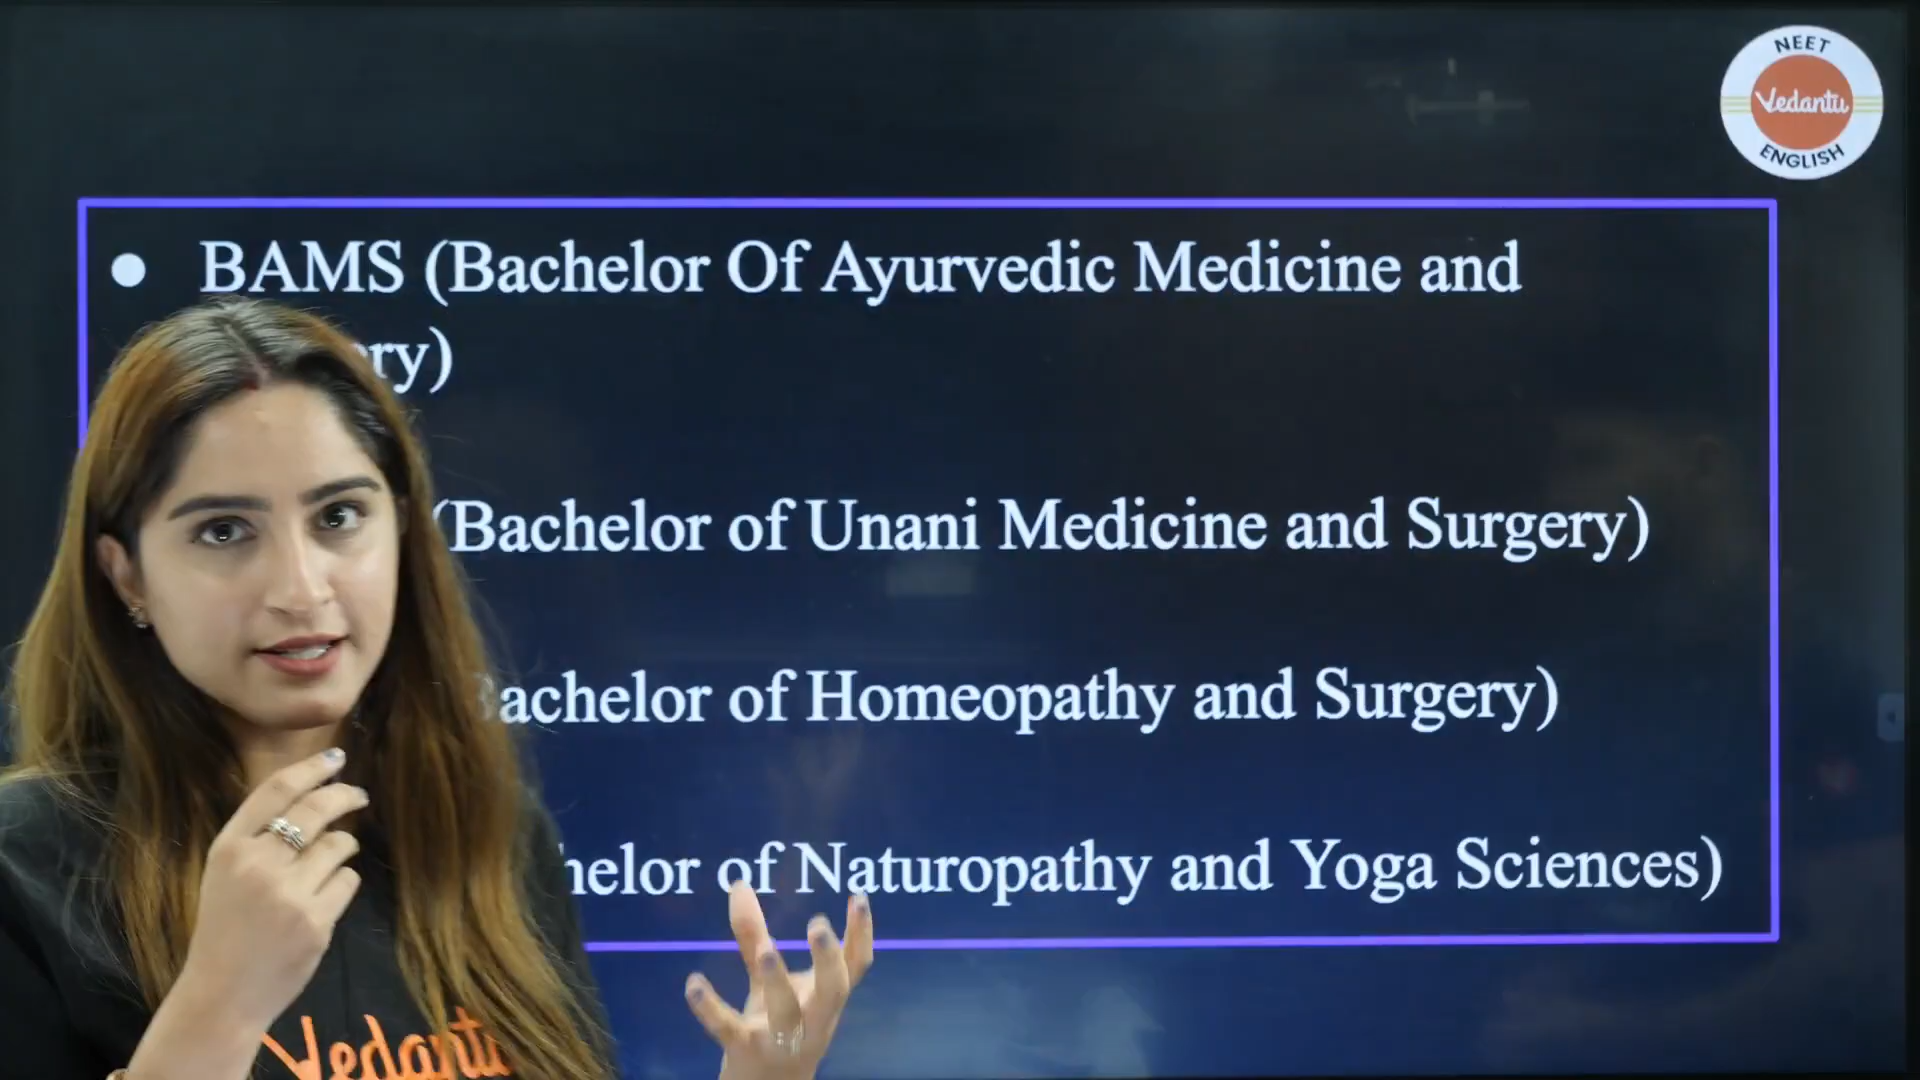 NEET
Vedantu
ENGLISH
● BAMS (Bachelor Of Ayurvedic Medicine and
ry)
(Bachelor of Unani Medicine and Surgery)
achelor of Homeopathy and Surgery)
helor of Naturopathy and Yoga Sciences)
Vedantu